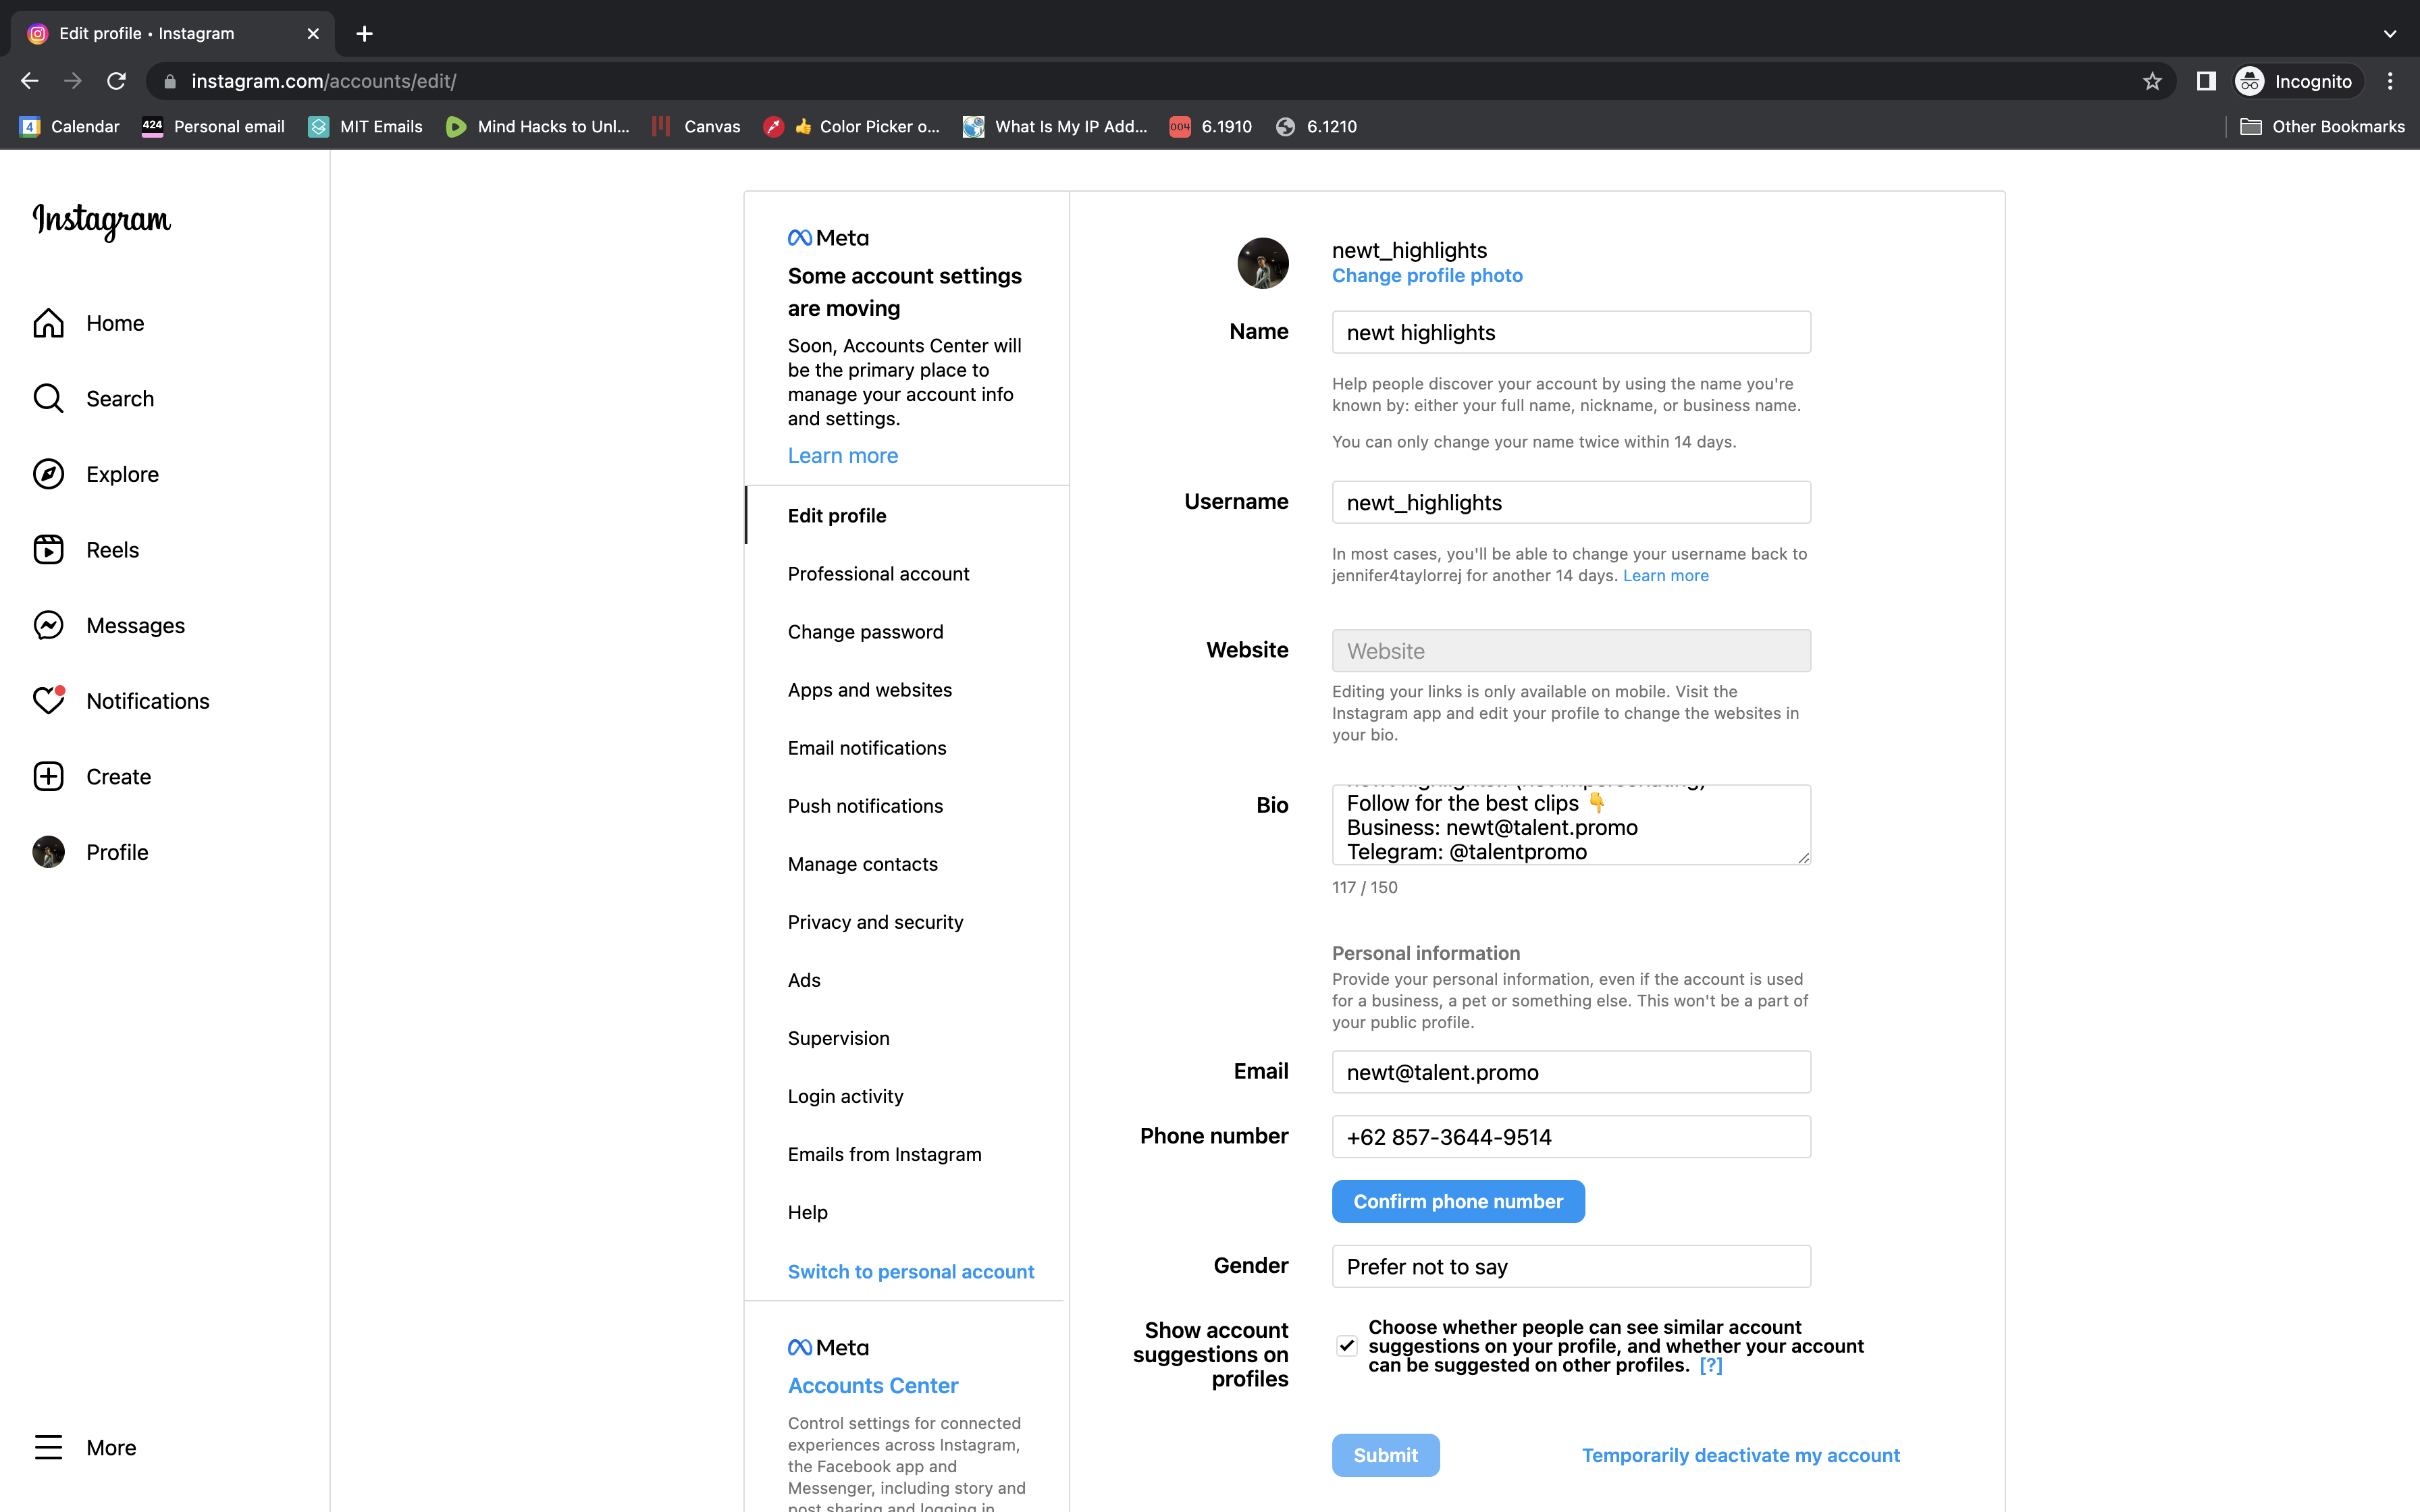 Edit profile • Instagram
instagram.com/accounts/edit/
Incognito
Calendar
424
Personal email
MIT Emails
Mind Hacks to Unl...
Canvas
👍 Color Picker o...
What Is My IP Add...
004
6.1910
6.1210
Other Bookmarks
Instagram
Home
Search
Explore
Reels
Messages
Notifications
Create
Profile
More
Meta
Some account settings
are moving
Soon, Accounts Center will
be the primary place to
manage your account info
and settings.
Learn more
Edit profile
Professional account
Change password
Apps and websites
Email notifications
Push notifications
Manage contacts
Privacy and security
Ads
Supervision
Login activity
Emails from Instagram
Help
Switch to personal account
Meta
Accounts Center
Control settings for connected
experiences across Instagram,
the Facebook app and
Messenger, including story and
post sharing and logging in.
newt_highlights
Change profile photo
Name
newt highlights
Help people discover your account by using the name you're
known by: either your full name, nickname, or business name.
You can only change your name twice within 14 days.
Username
newt_highlights
In most cases, you'll be able to change your username back to
jennifer4taylorrej for another 14 days. Learn more
Website
Website
Editing your links is only available on mobile. Visit the
Instagram app and edit your profile to change the websites in
your bio.
Bio
Follow for the best clips 👇
Business: newt@talent.promo
Telegram: @talentpromo
117 / 150
Personal information
Provide your personal information, even if the account is used
for a business, a pet or something else. This won't be a part of
your public profile.
Email
newt@talent.promo
Phone number
+62 857-3644-9514
Confirm phone number
Gender
Prefer not to say
Show account
suggestions on
profiles
Choose whether people can see similar account
suggestions on your profile, and whether your account
can be suggested on other profiles. [?]
Submit
Temporarily deactivate my account